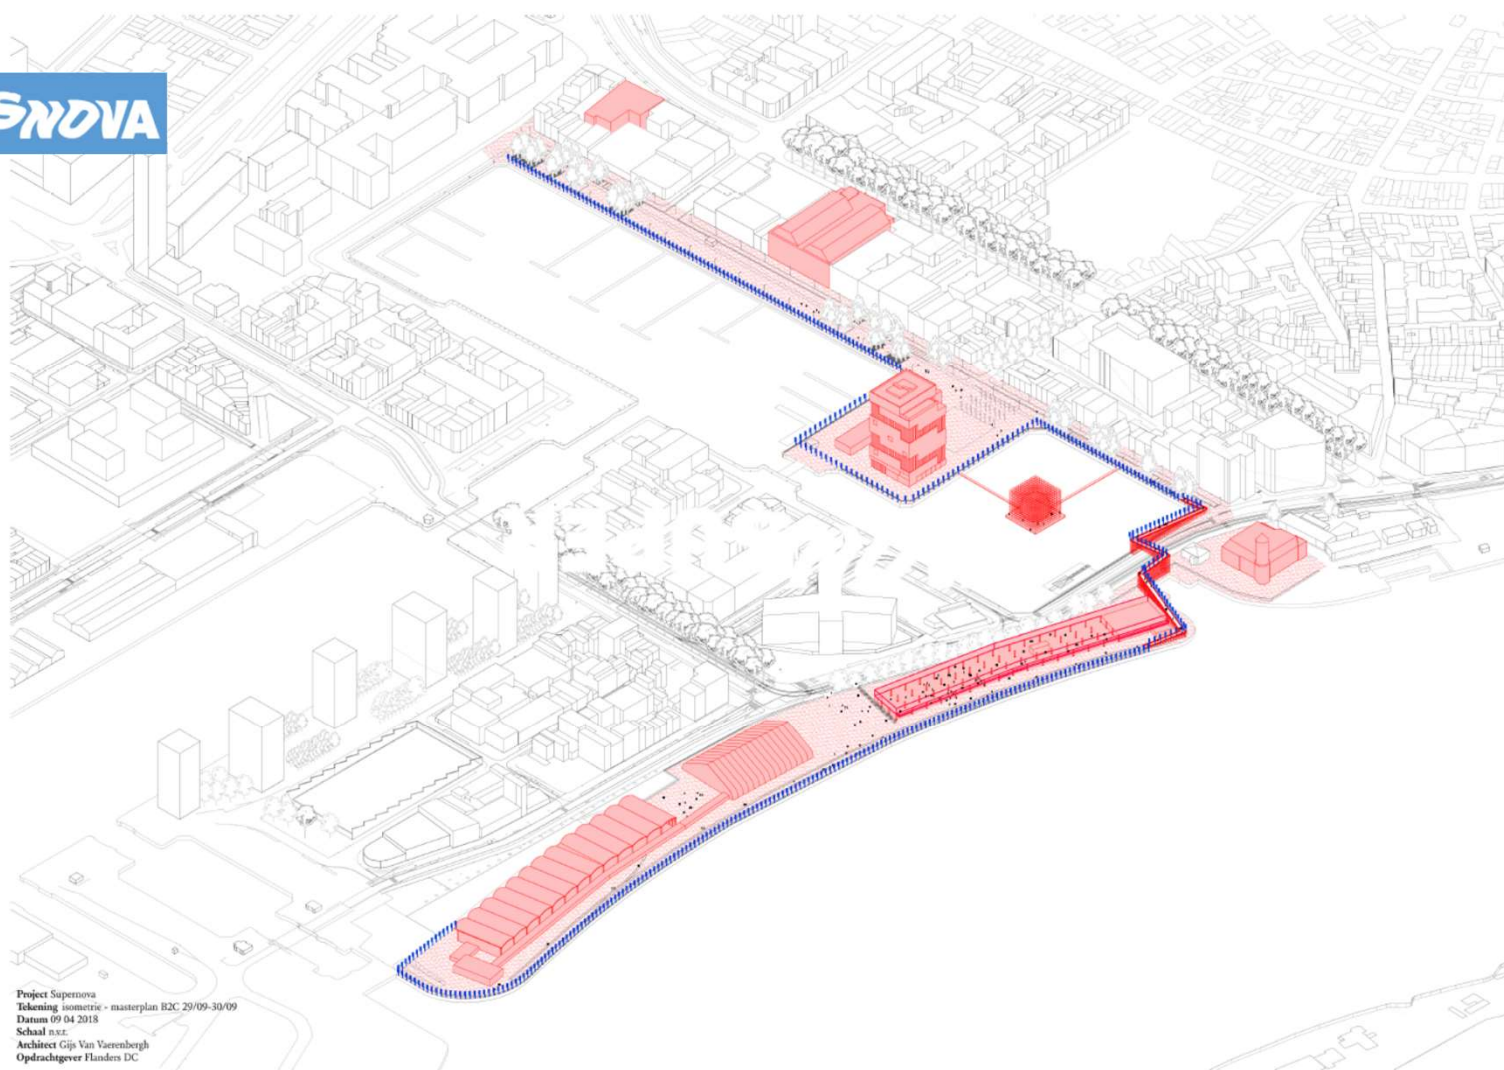 SNOVA
Project Supernova
Tekening isometrie - masterplan B2C 29/09-30/09
Datum 09 04 2018
Schaal n.v.t.
Architect Gijs Van Vaerenbergh
Opdrachtgever Flanders DC